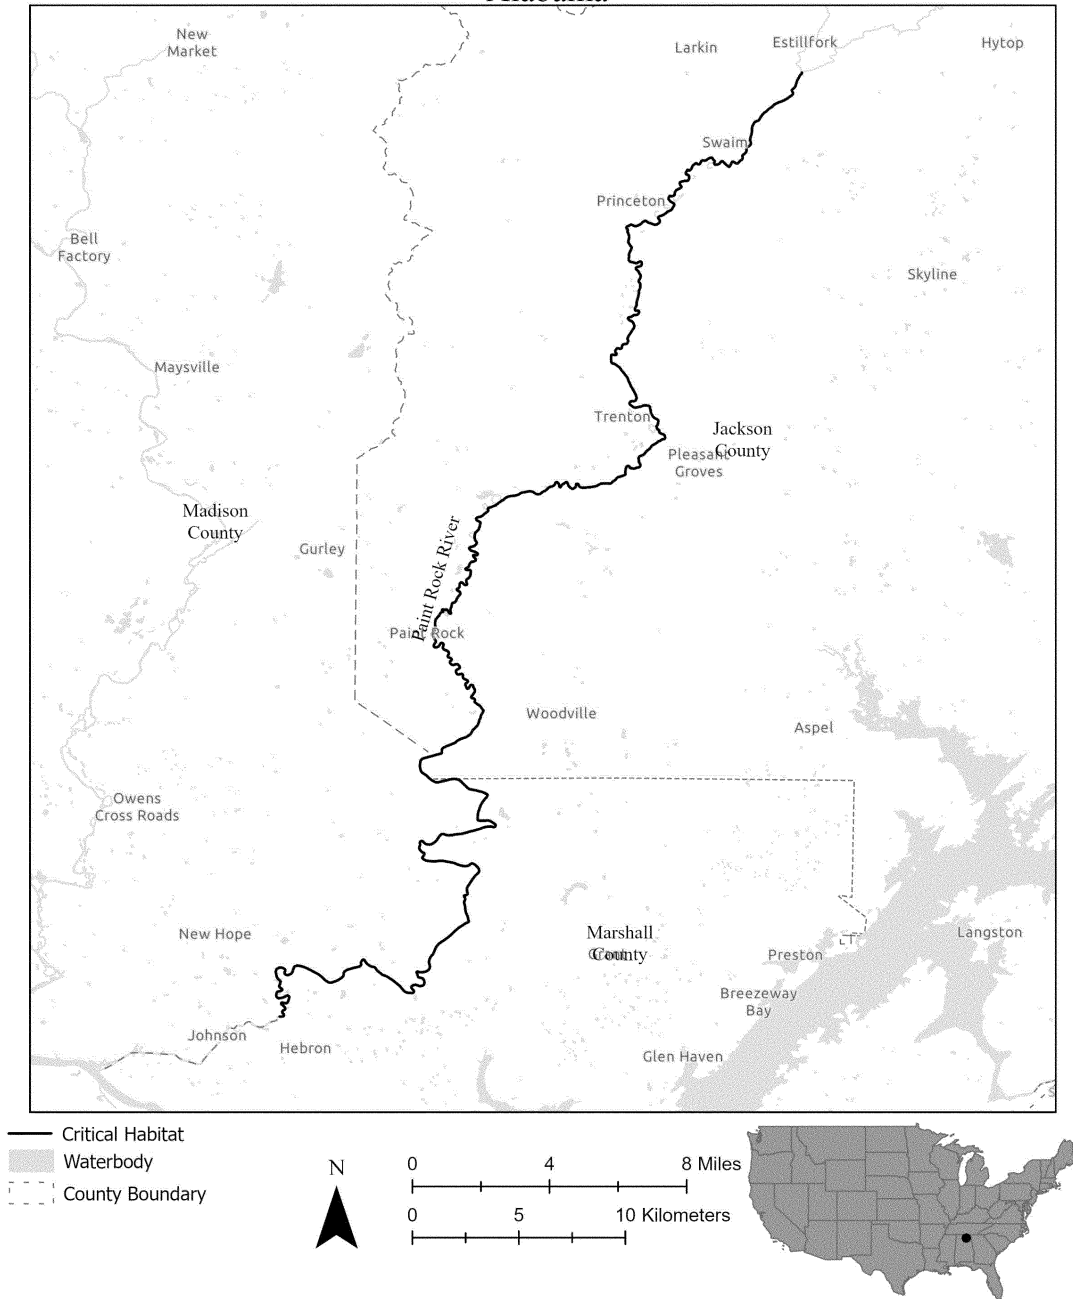 Alabama
New
Market
Larkin
Estillfork
Hytop
Swaim
Princeton
Bell
Factory
Skyline
Maysville
Trenton
Jackson
County
Pleasant
Groves
Madison
County
Gurley
Paint Rock River
Paint Rock
Woodville
Aspel
Owens
Cross Roads
New Hope
Marshall
County
Langston
Preston
Breezeway
Bay
Johnson
Hebron
Glen Haven
Critical Habitat
Waterbody
County Boundary
N
0 4 8 Miles
0 5 10 Kilometers